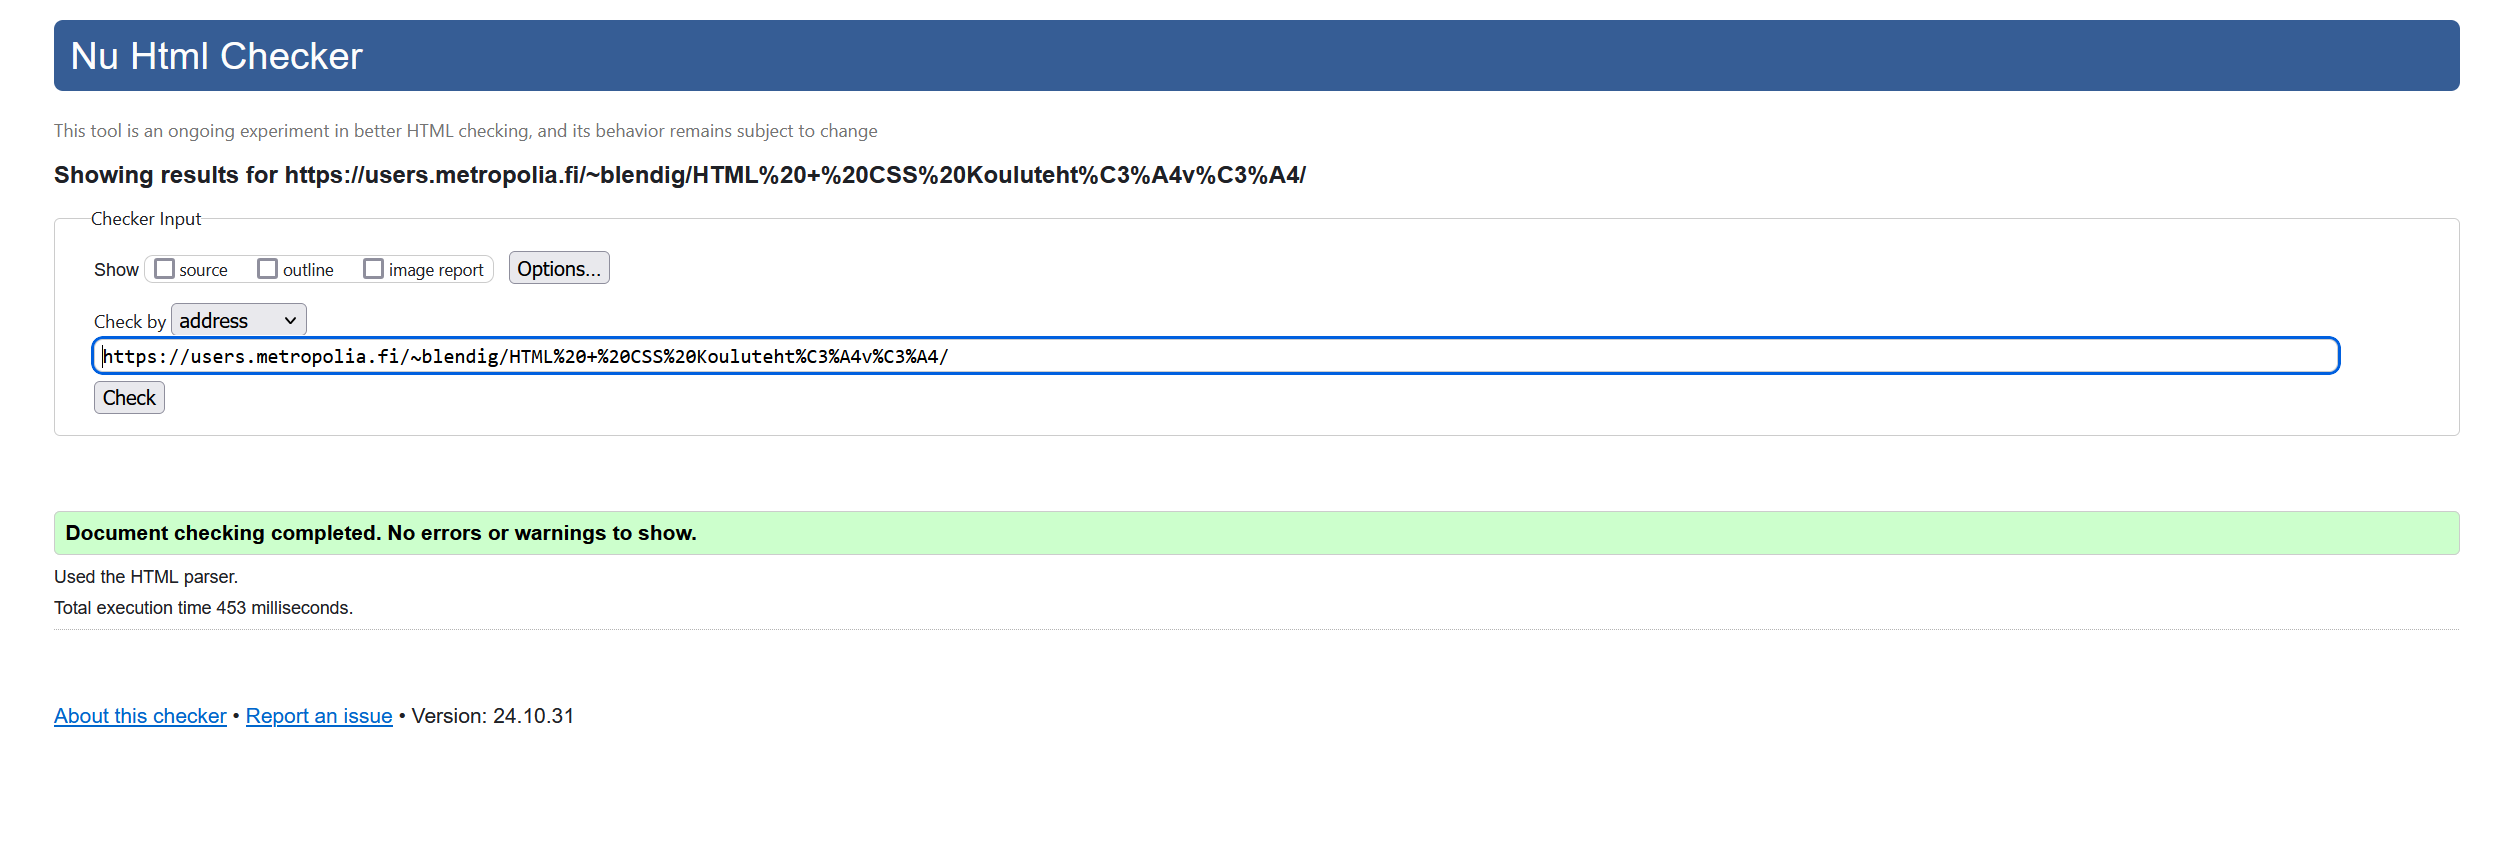 Nu Html Checker
This tool is an ongoing experiment in better HTML checking, and its behavior remains subject to change
Showing results for https://users.metropolia.fi/~blendig/HTML%20+%20CSS%20Kouluteht%C3%A4v%C3%A4/
Checker Input
Show source outline image report Options...
Check by address
https://users.metropolia.fi/~blendig/HTML%20+%20CSS%20Kouluteht%C3%A4v%C3%A4/
Check
Document checking completed. No errors or warnings to show.
Used the HTML parser.
Total execution time 453 milliseconds.
About this checker • Report an issue • Version: 24.10.31